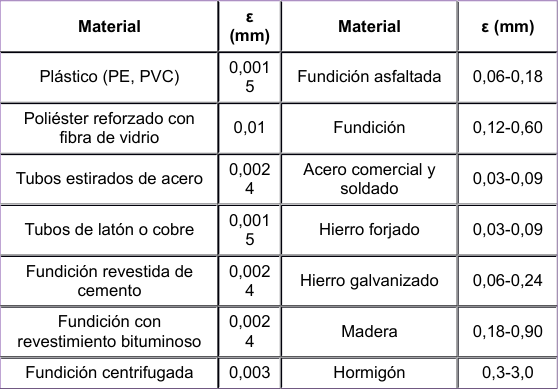 Material ε (mm) Material ε (mm)
Plástico (PE, PVC) 0,0015 Fundición asfaltada 0,06-0,18
Poliéster reforzado con fibra de vidrio 0,01 Fundición 0,12-0,60
Tubos estirados de acero 0,0024 Acero comercial y soldado 0,03-0,09
Tubos de latón o cobre 0,0015 Hierro forjado 0,03-0,09
Fundición revestida de cemento 0,0024 Hierro galvanizado 0,06-0,24
Fundición con revestimiento bituminoso 0,0024 Madera 0,18-0,90
Fundición centrifugada 0,003 Hormigón 0,3-3,0